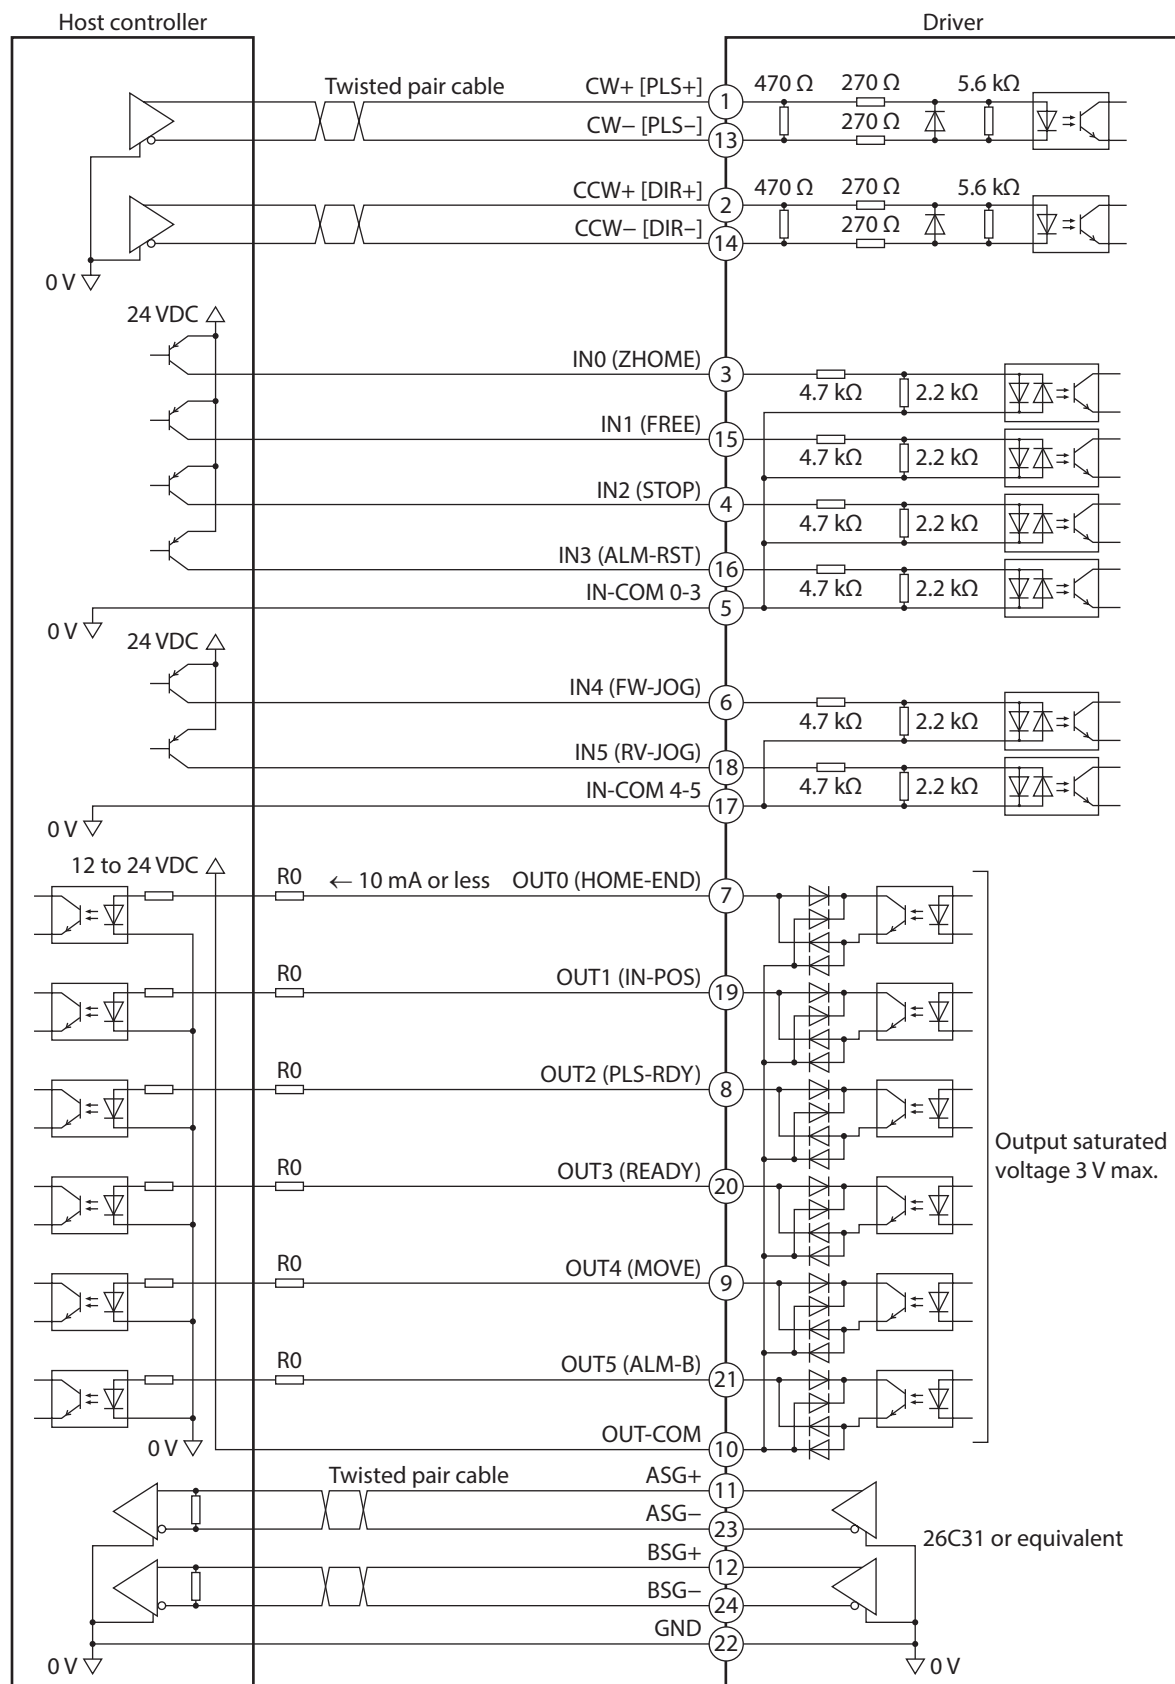 Host controller
Driver
Twisted pair cable
CW+ [PLS+]
1
470 Ω
270 Ω
5.6 kΩ
CW− [PLS−]
13
270 Ω
CCW+ [DIR+]
2
470 Ω
270 Ω
5.6 kΩ
CCW− [DIR−]
14
270 Ω
0 V
24 VDC
IN0 (ZHOME)
3
4.7 kΩ
2.2 kΩ
IN1 (FREE)
15
4.7 kΩ
2.2 kΩ
IN2 (STOP)
4
4.7 kΩ
2.2 kΩ
IN3 (ALM-RST)
16
4.7 kΩ
2.2 kΩ
IN-COM 0-3
5
0 V
24 VDC
IN4 (FW-JOG)
6
4.7 kΩ
2.2 kΩ
IN5 (RV-JOG)
18
4.7 kΩ
2.2 kΩ
IN-COM 4-5
17
0 V
12 to 24 VDC
R0
← 10 mA or less
OUT0 (HOME-END)
7
R0
OUT1 (IN-POS)
19
R0
OUT2 (PLS-RDY)
8
Output saturated
voltage 3 V max.
R0
OUT3 (READY)
20
R0
OUT4 (MOVE)
9
R0
OUT5 (ALM-B)
21
0 V
OUT-COM
10
Twisted pair cable
ASG+
11
ASG−
23
26C31 or equivalent
BSG+
12
BSG−
24
GND
22
0 V
0 V